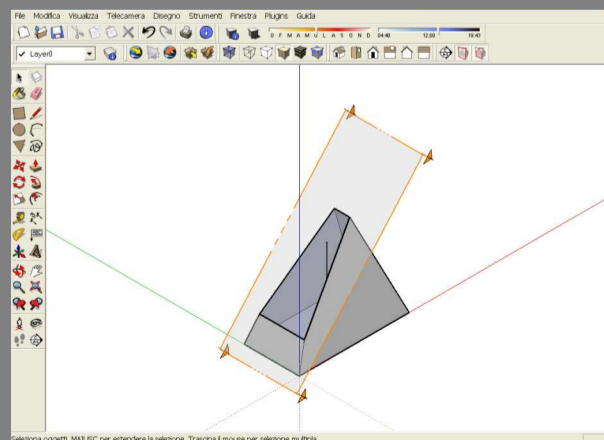 File Modifica Visualizza Telecamera Disegno Strumenti Finestra Plugins Guida
G F M A M U L A S O N D 04:40 12:00 19:43
Layer0
Seleziona oggetti. MAIUSC per estendere la selezione. Trascina il mouse per selezione multipla.